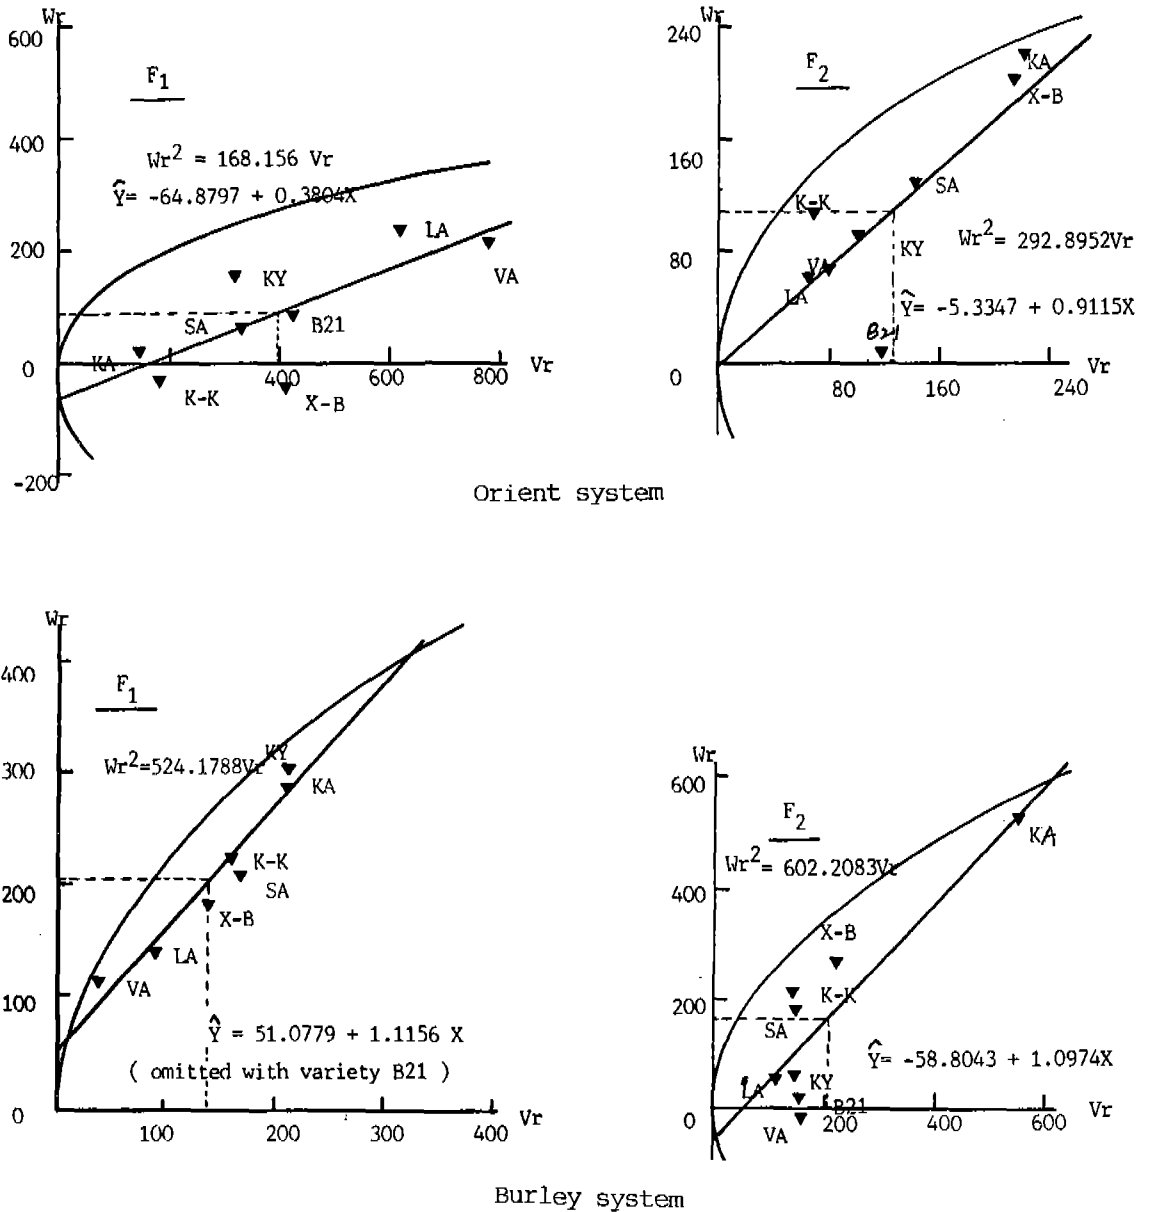 Wr
600
F1
400
Wr2 = 168.156 Vr
Ŷ= -64.8797 + 0.3804X
LA
200
KY
VA
SA
B21
KA
0
400
600
800
Vr
K-K
X-B
-200
Wr
240
F2
KA
X-B
160
SA
K-K
KY
Wr2= 292.8952Vr
80
VA
LA
Ŷ= -5.3347 + 0.9115X
B21
0
Vr
80
160
240
Orient system
Wr
400
F1
KY
Wr2=524.1788Vr
300
KA
K-K
200
SA
X-B
LA
VA
100
Ŷ = 51.0779 + 1.1156 X
( omitted with variety B21 )
0
100
200
300
400
Vr
Wr
600
F2
KA
Wr2= 602.2083Vr
400
X-B
K-K
200
SA
Ŷ= -58.8043 + 1.0974X
LA
KY
B21
0
200
400
600
Vr
VA
Burley system